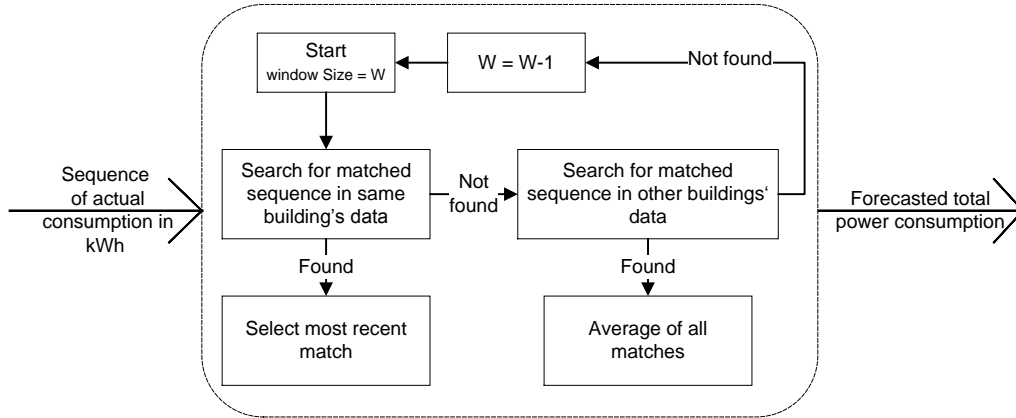 Start
window Size = W
W = W-1
Not found
Sequence
of actual
consumption in
kWh
Search for matched
sequence in same
building's data
Not
found
Search for matched
sequence in other buildings‘
data
Forecasted total
power consumption
Found
Found
Select most recent
match
Average of all
matches